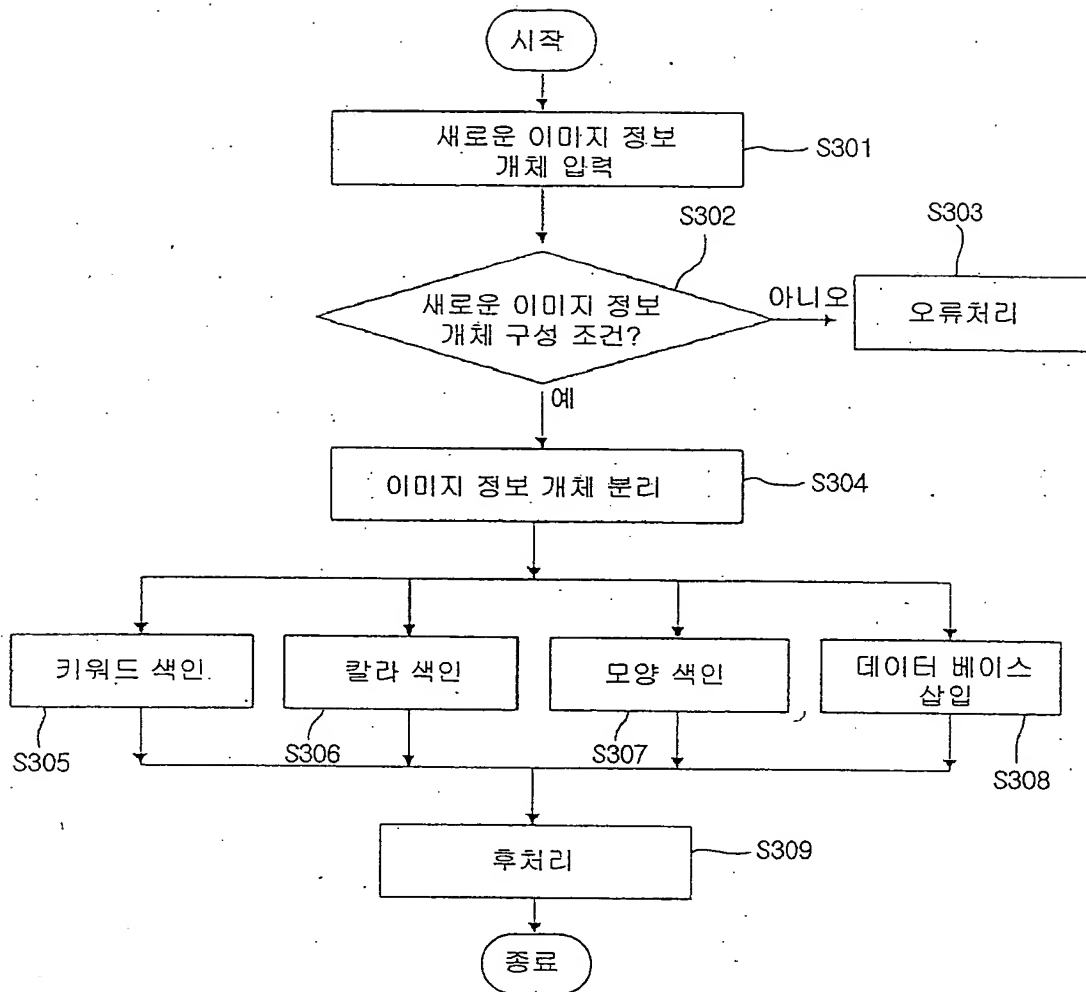 시작
새로운 이미지 정보
개체 입력
S301
S302
S303
새로운 이미지 정보
개체 구성 조건?
아니오
오류처리
예
이미지 정보 개체 분리
S304
키워드 색인
칼라 색인
모양 색인
데이터 베이스
삽입
S305
S306
S307
S308
후처리
S309
종료